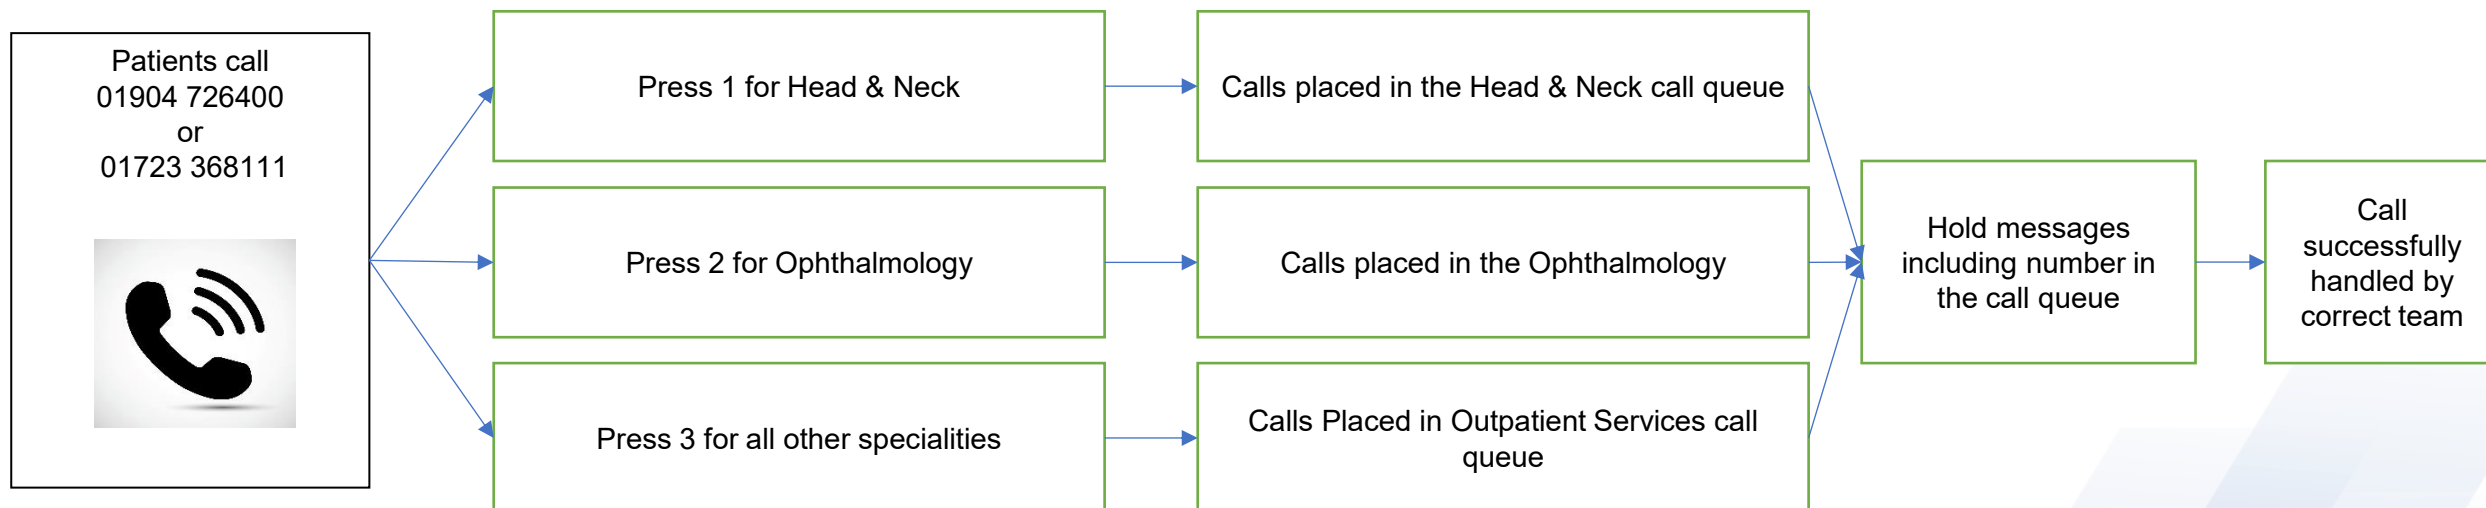 Patients call
01904 726400
or
01723 368111
Press 1 for Head & Neck
Calls placed in the Head & Neck call queue
Press 2 for Ophthalmology
Calls placed in the Ophthalmology
Press 3 for all other specialities
Calls Placed in Outpatient Services call
queue
Hold messages
including number in
the call queue
Call
successfully
handled by
correct team